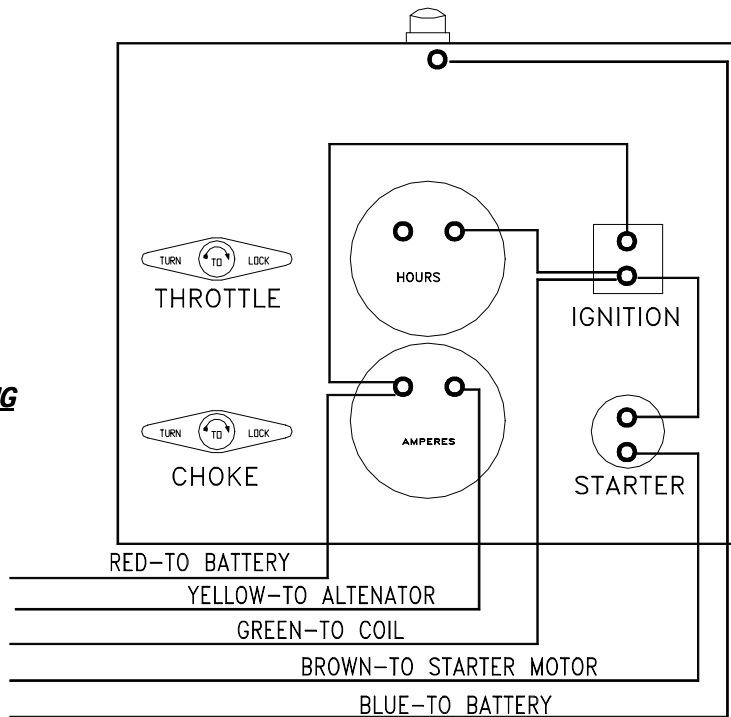 TURN TO LOCK
THROTTLE
HOURS
IGNITION
G
TURN TO LOCK
CHOKE
AMPERES
STARTER
RED-TO BATTERY
YELLOW-TO ALTENATOR
GREEN-TO COIL
BROWN-TO STARTER MOTOR
BLUE-TO BATTERY